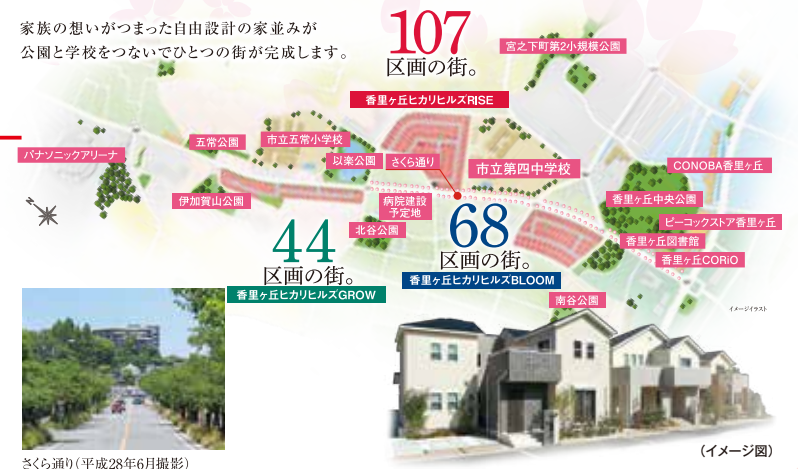 家族の想いがつまった自由設計の家並みが
公園と学校をつないでひとつの街が完成します。
107
区画の街。
香里ヶ丘ヒカリヒルズRISE
宮之下町第2小規模公園
パナソニックアリーナ
五常公園
市立五常小学校
以楽公園
さくら通り
市立第四中学校
CONOBA香里ヶ丘
伊加賀山公園
病院建設
予定地
北谷公園
香里ヶ丘中央公園
ピーコックストア香里ヶ丘
香里ヶ丘図書館
香里ヶ丘CORiO
44
区画の街。
香里ヶ丘ヒカリヒルズGROW
68
区画の街。
香里ヶ丘ヒカリヒルズBLOOM
南谷公園
イメージイラスト
N
さくら通り(平成28年6月撮影)
(イメージ図)